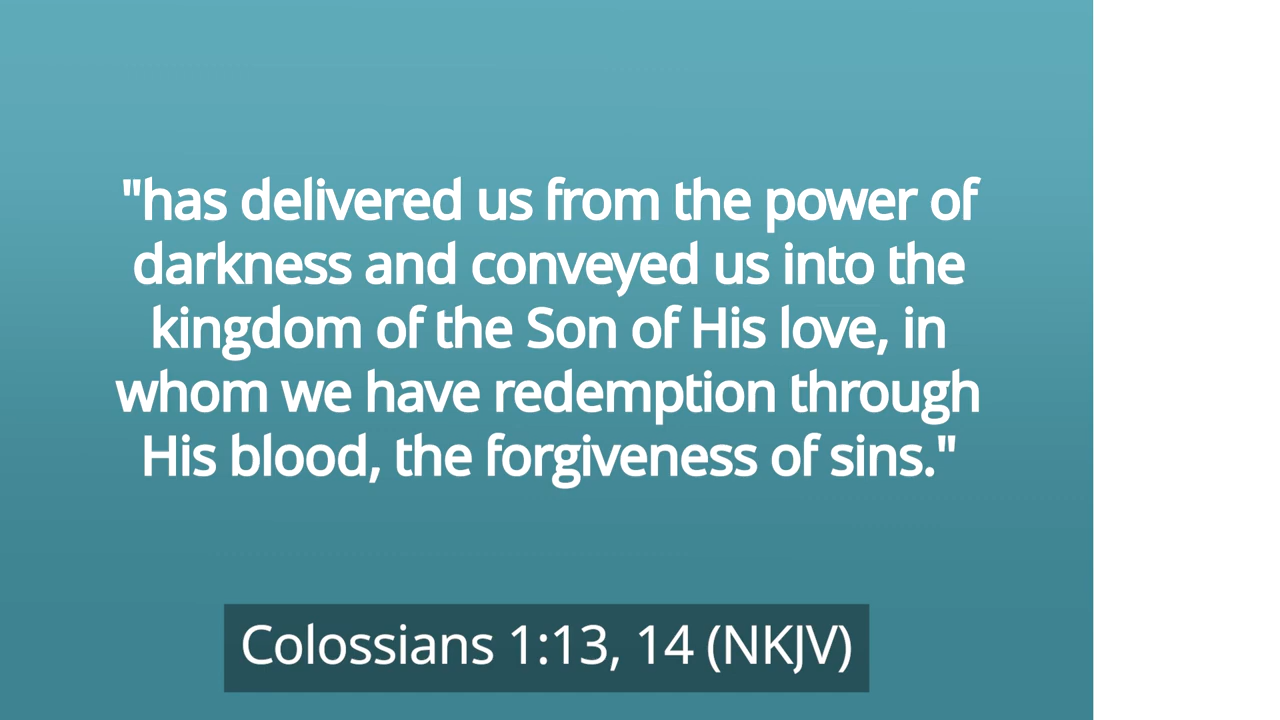 "has delivered us from the power of
darkness and conveyed us into the
kingdom of the Son of His love, in
whom we have redemption through
His blood, the forgiveness of sins."
Colossians 1:13, 14 (NKJV)